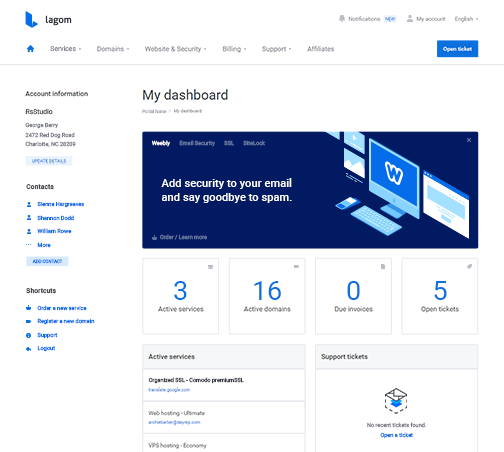 lagom
Notifications NEW My account English
Services Domains Website & Security Billing Support Affiliates Open ticket
Account information
RsStudio
George Berry
2472 Red Dog Road
Charlotte, NC 28209
UPDATE DETAILS
Contacts
Sienna Hargreaves
Shannon Dodd
William Rowe
More
ADD CONTACT
Shortcuts
Order a new service
Register a new domain
Support
Logout
My dashboard
Portal home / My dashboard
Weebly Email Security SSL SiteLock
Add security to your email
and say goodbye to spam.
Order / Learn more
3
Active services
16
Active domains
0
Due invoices
5
Open tickets
Active services
Organized SSL - Comodo premiumSSL
translate.google.com
Web hosting - Ultimate
VPS hosting - Economy
Support tickets
No recent tickets found.
Open a ticket